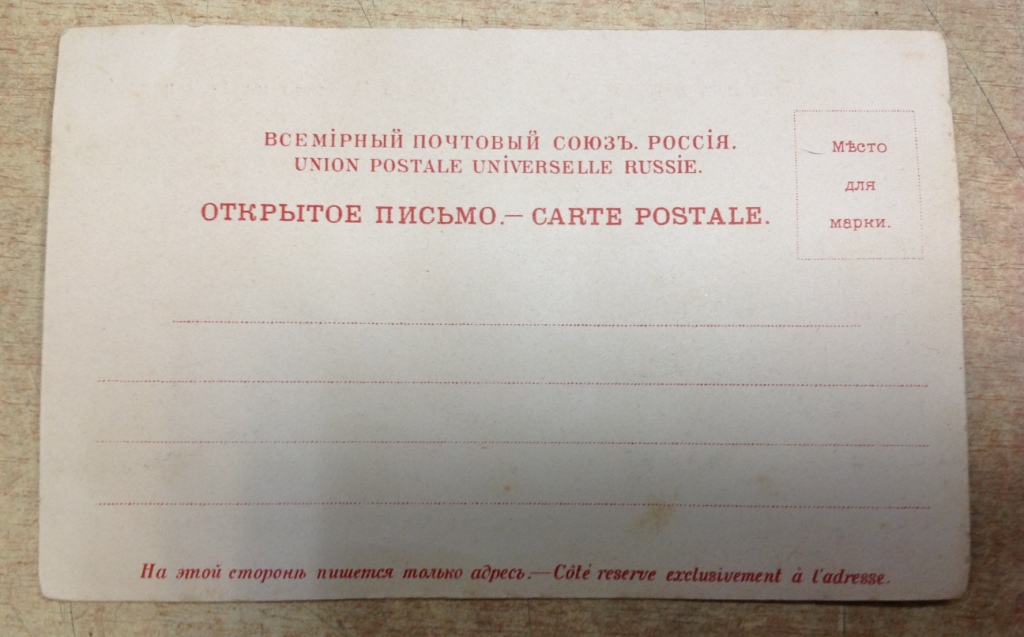 ВСЕМІРНЫЙ ПОЧТОВЫЙ СОЮЗЪ. РОССІЯ.
UNION POSTALE UNIVERSELLE RUSSIE.
ОТКРЫТОЕ ПИСЬМО.— CARTE POSTALE.
Мѣсто
для
марки.
На этой сторонѣ пишется только адресъ.—Côté reserve exclusivement á l'adresse.